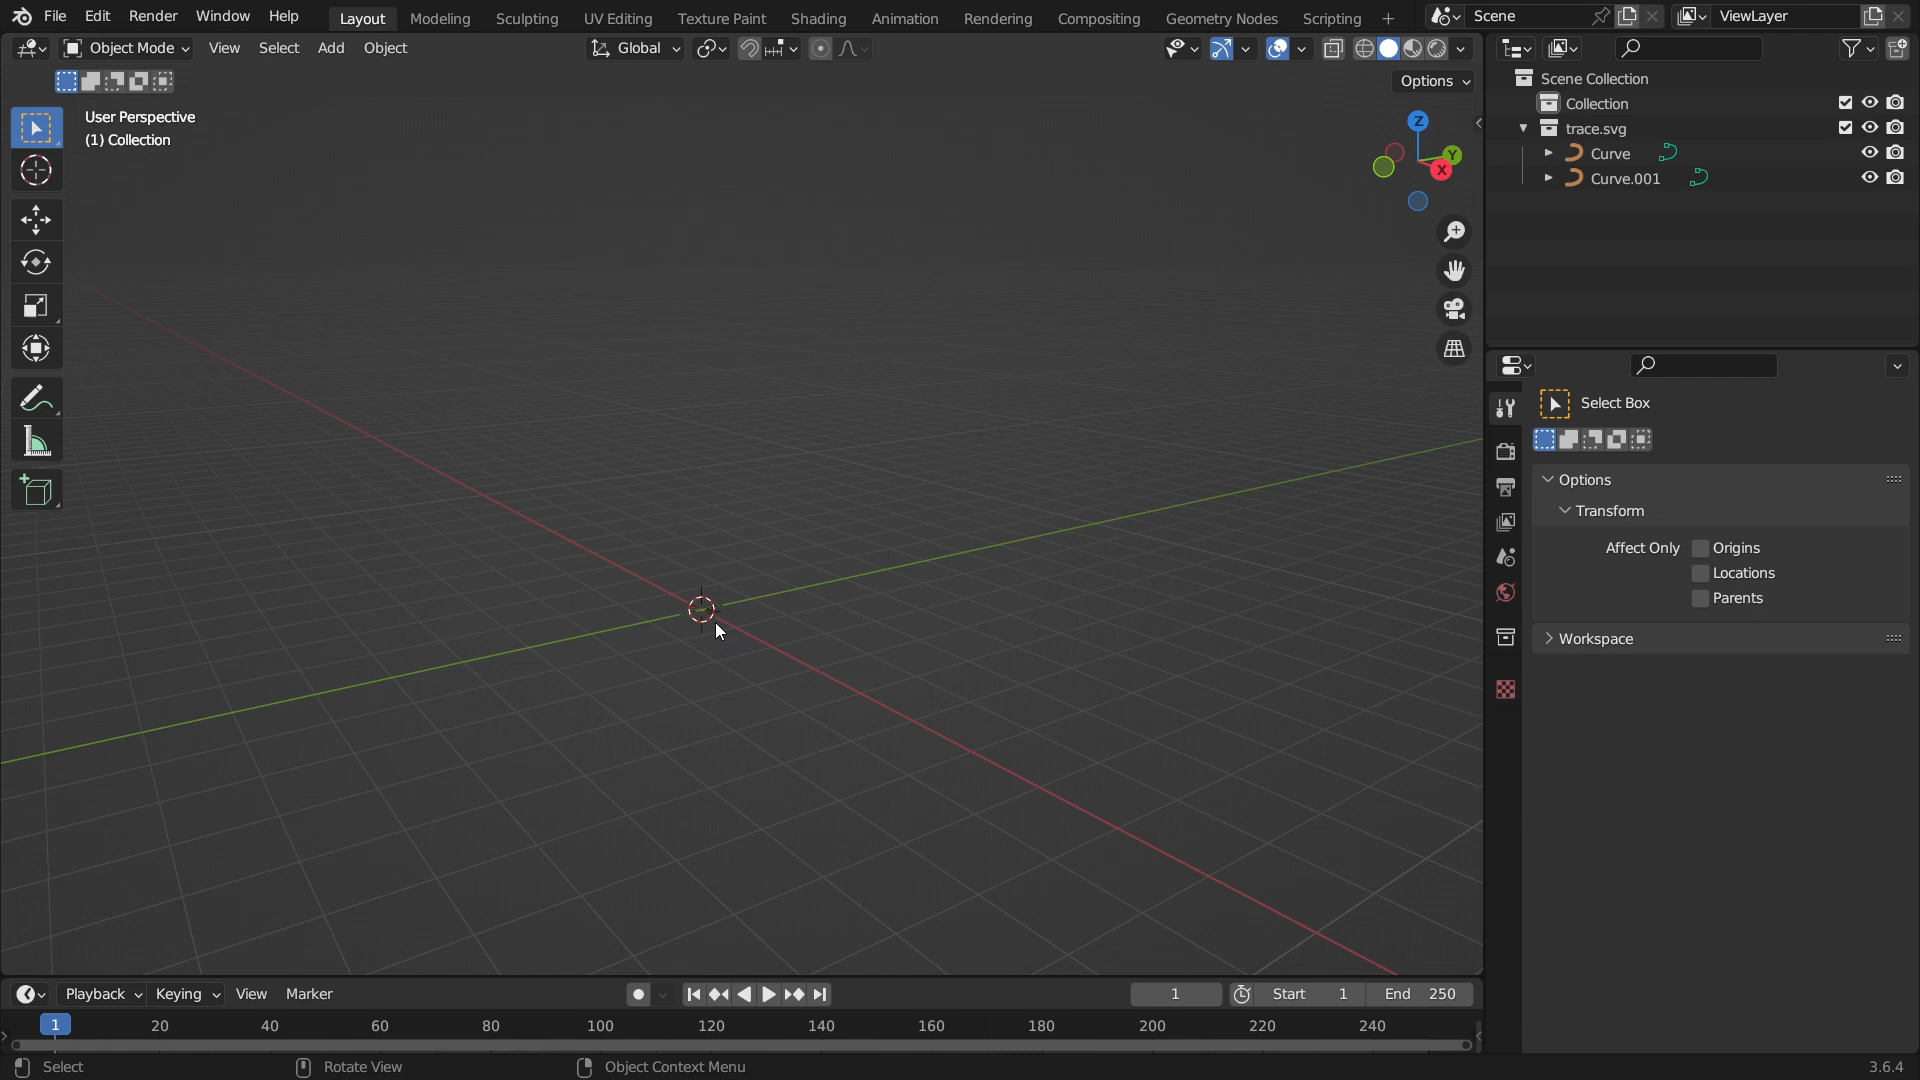 File Edit Render Window Help Layout Modeling Sculpting UV Editing Texture Paint Shading Animation Rendering Compositing Geometry Nodes Scripting + Scene ViewLayer
Object Mode View Select Add Object Global
Options
User Perspective
(1) Collection
Z
Y
X
Scene Collection
Collection
trace.svg
Curve
Curve.001
Select Box
Options
Transform
Affect Only Origins
Locations
Parents
Workspace
Playback Keying View Marker 1 Start 1 End 250
1 20 40 60 80 100 120 140 160 180 200 220 240
Select Rotate View Object Context Menu 3.6.4